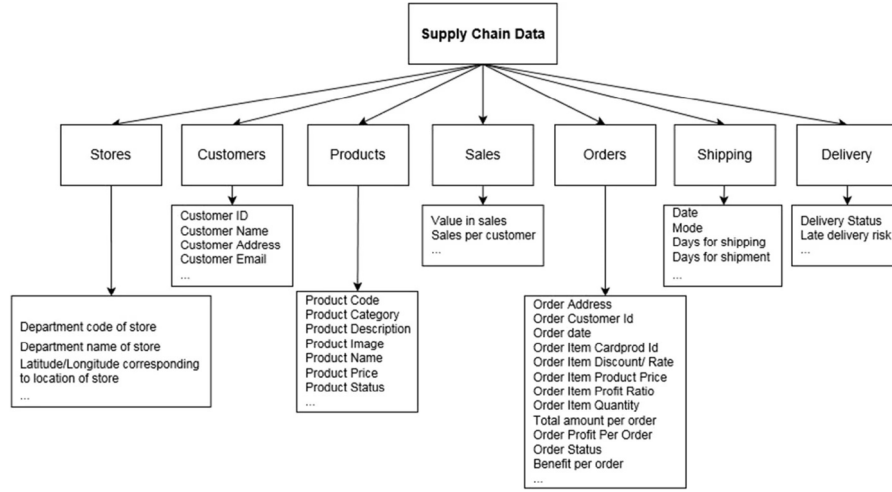 Supply Chain Data
Stores
Customers
Products
Sales
Orders
Shipping
Delivery
Customer ID
Customer Name
Customer Address
Customer Email
...
Value in sales
Sales per customer
...
Date
Mode
Days for shipping
Days for shipment
...
Delivery Status
Late delivery risk
...
Department code of store
Department name of store
Latitude/Longitude corresponding
to location of store
...
Product Code
Product Category
Product Description
Product Image
Product Name
Product Price
Product Status
...
Order Address
Order Customer Id
Order date
Order Item Cardprod Id
Order Item Discount/ Rate
Order Item Product Price
Order Item Profit Ratio
Order Item Quantity
Total amount per order
Order Profit Per Order
Order Status
Benefit per order
...